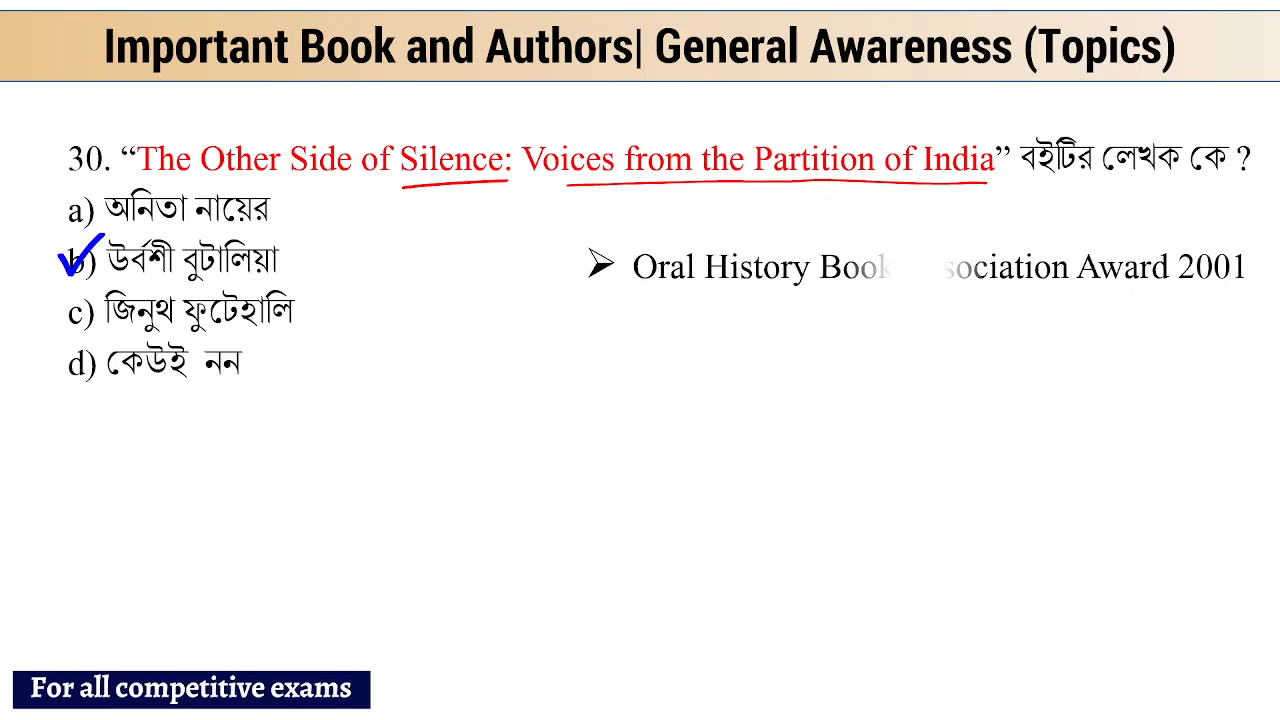 Important Book and Authors| General Awareness (Topics)
30. “The Other Side of Silence: Voices from the Partition of India” বইটির লেখক কে ?
a) অনিতা নায়ের
b) উর্বশী বুটালিয়া
➢ Oral History Book sociation Award 2001
c) জিনুথ ফুটেহালি
d) কেউই নন
For all competitive exams